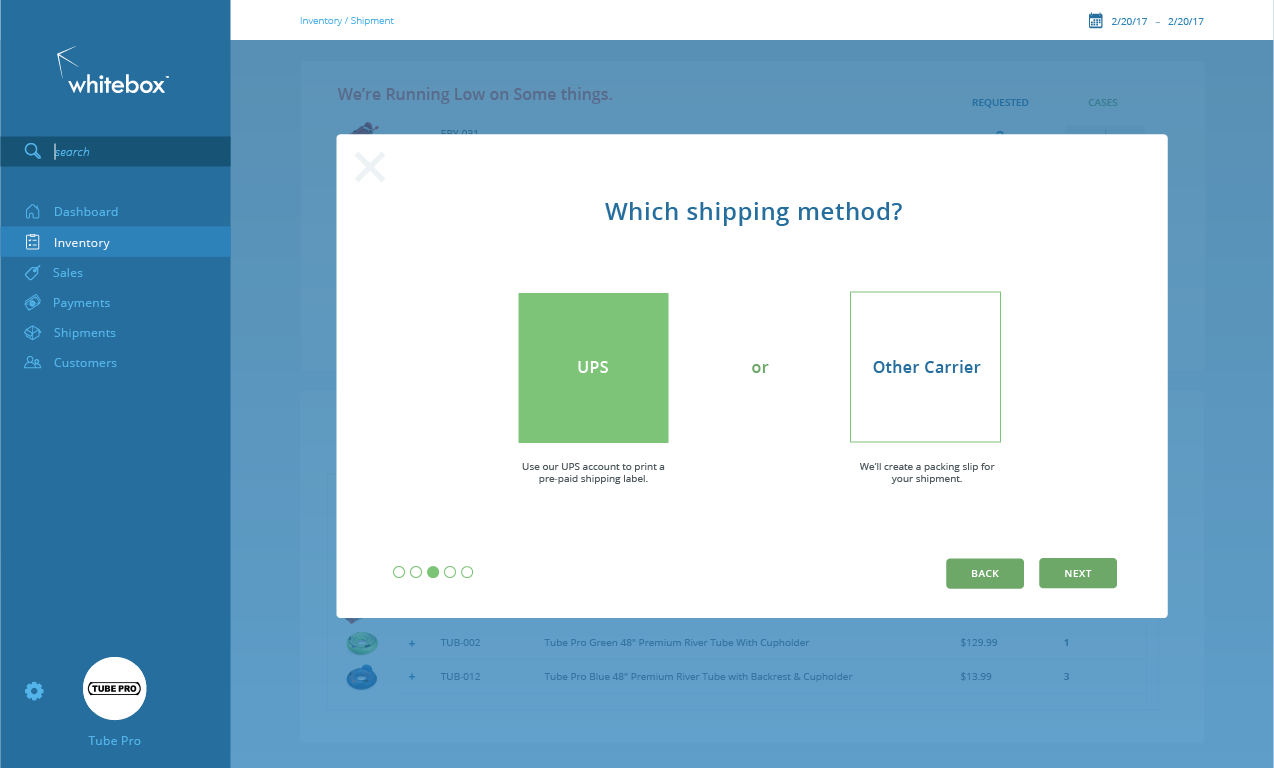 Inventory / Shipment
2/20/17 – 2/20/17
whitebox
search
Dashboard
Inventory
Sales
Payments
Shipments
Customers
TUBE PRO
Tube Pro
We're Running Low on Some things.
REQUESTED CASES
Which shipping method?
UPS
or
Other Carrier
Use our UPS account to print a
pre-paid shipping label.
We'll create a packing slip for
your shipment.
BACK
NEXT
+ TUB-002 Tube Pro Green 48" Premium River Tube With Cupholder $129.99 1
+ TUB-012 Tube Pro Blue 48" Premium River Tube with Backrest & Cupholder $13.99 3